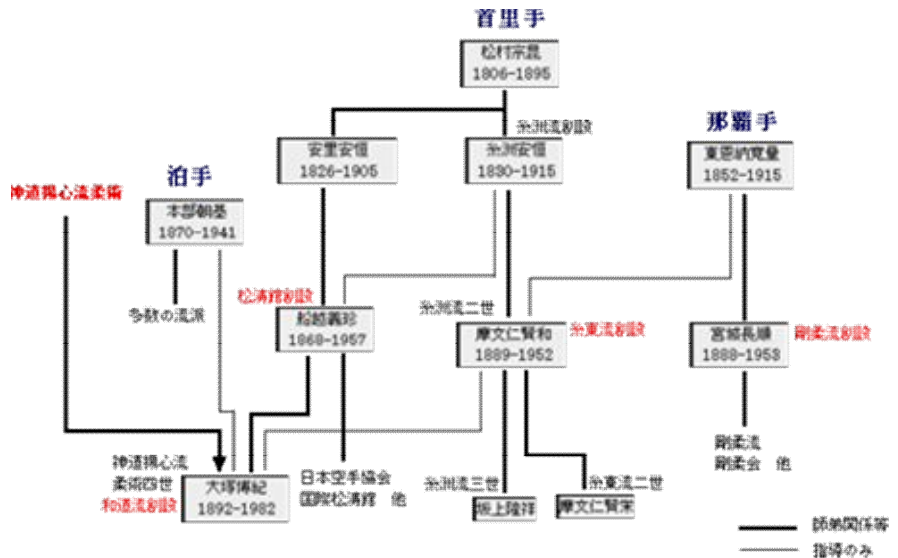 首里手
松村宗昆
1806-1895
糸洲流創設
那覇手
安里安恒
1826-1905
糸洲安恒
1830-1915
東恩納寛量
1852-1915
泊手
神道揚心流柔術
本部朝基
1870-1941
多数の流派
松濤館創設
船越義珍
1868-1957
糸洲流二世
摩文仁賢和
1889-1952
糸東流創設
宮城長順
1888-1953
剛柔流創設
神道揚心流
柔術四世
和道流創設
大塚博紀
1892-1982
日本空手協会
国際松濤館 他
糸洲流三世
坂上隆祥
糸東流二世
摩文仁賢栄
剛柔流
剛柔会 他
師弟関係等
指導のみ